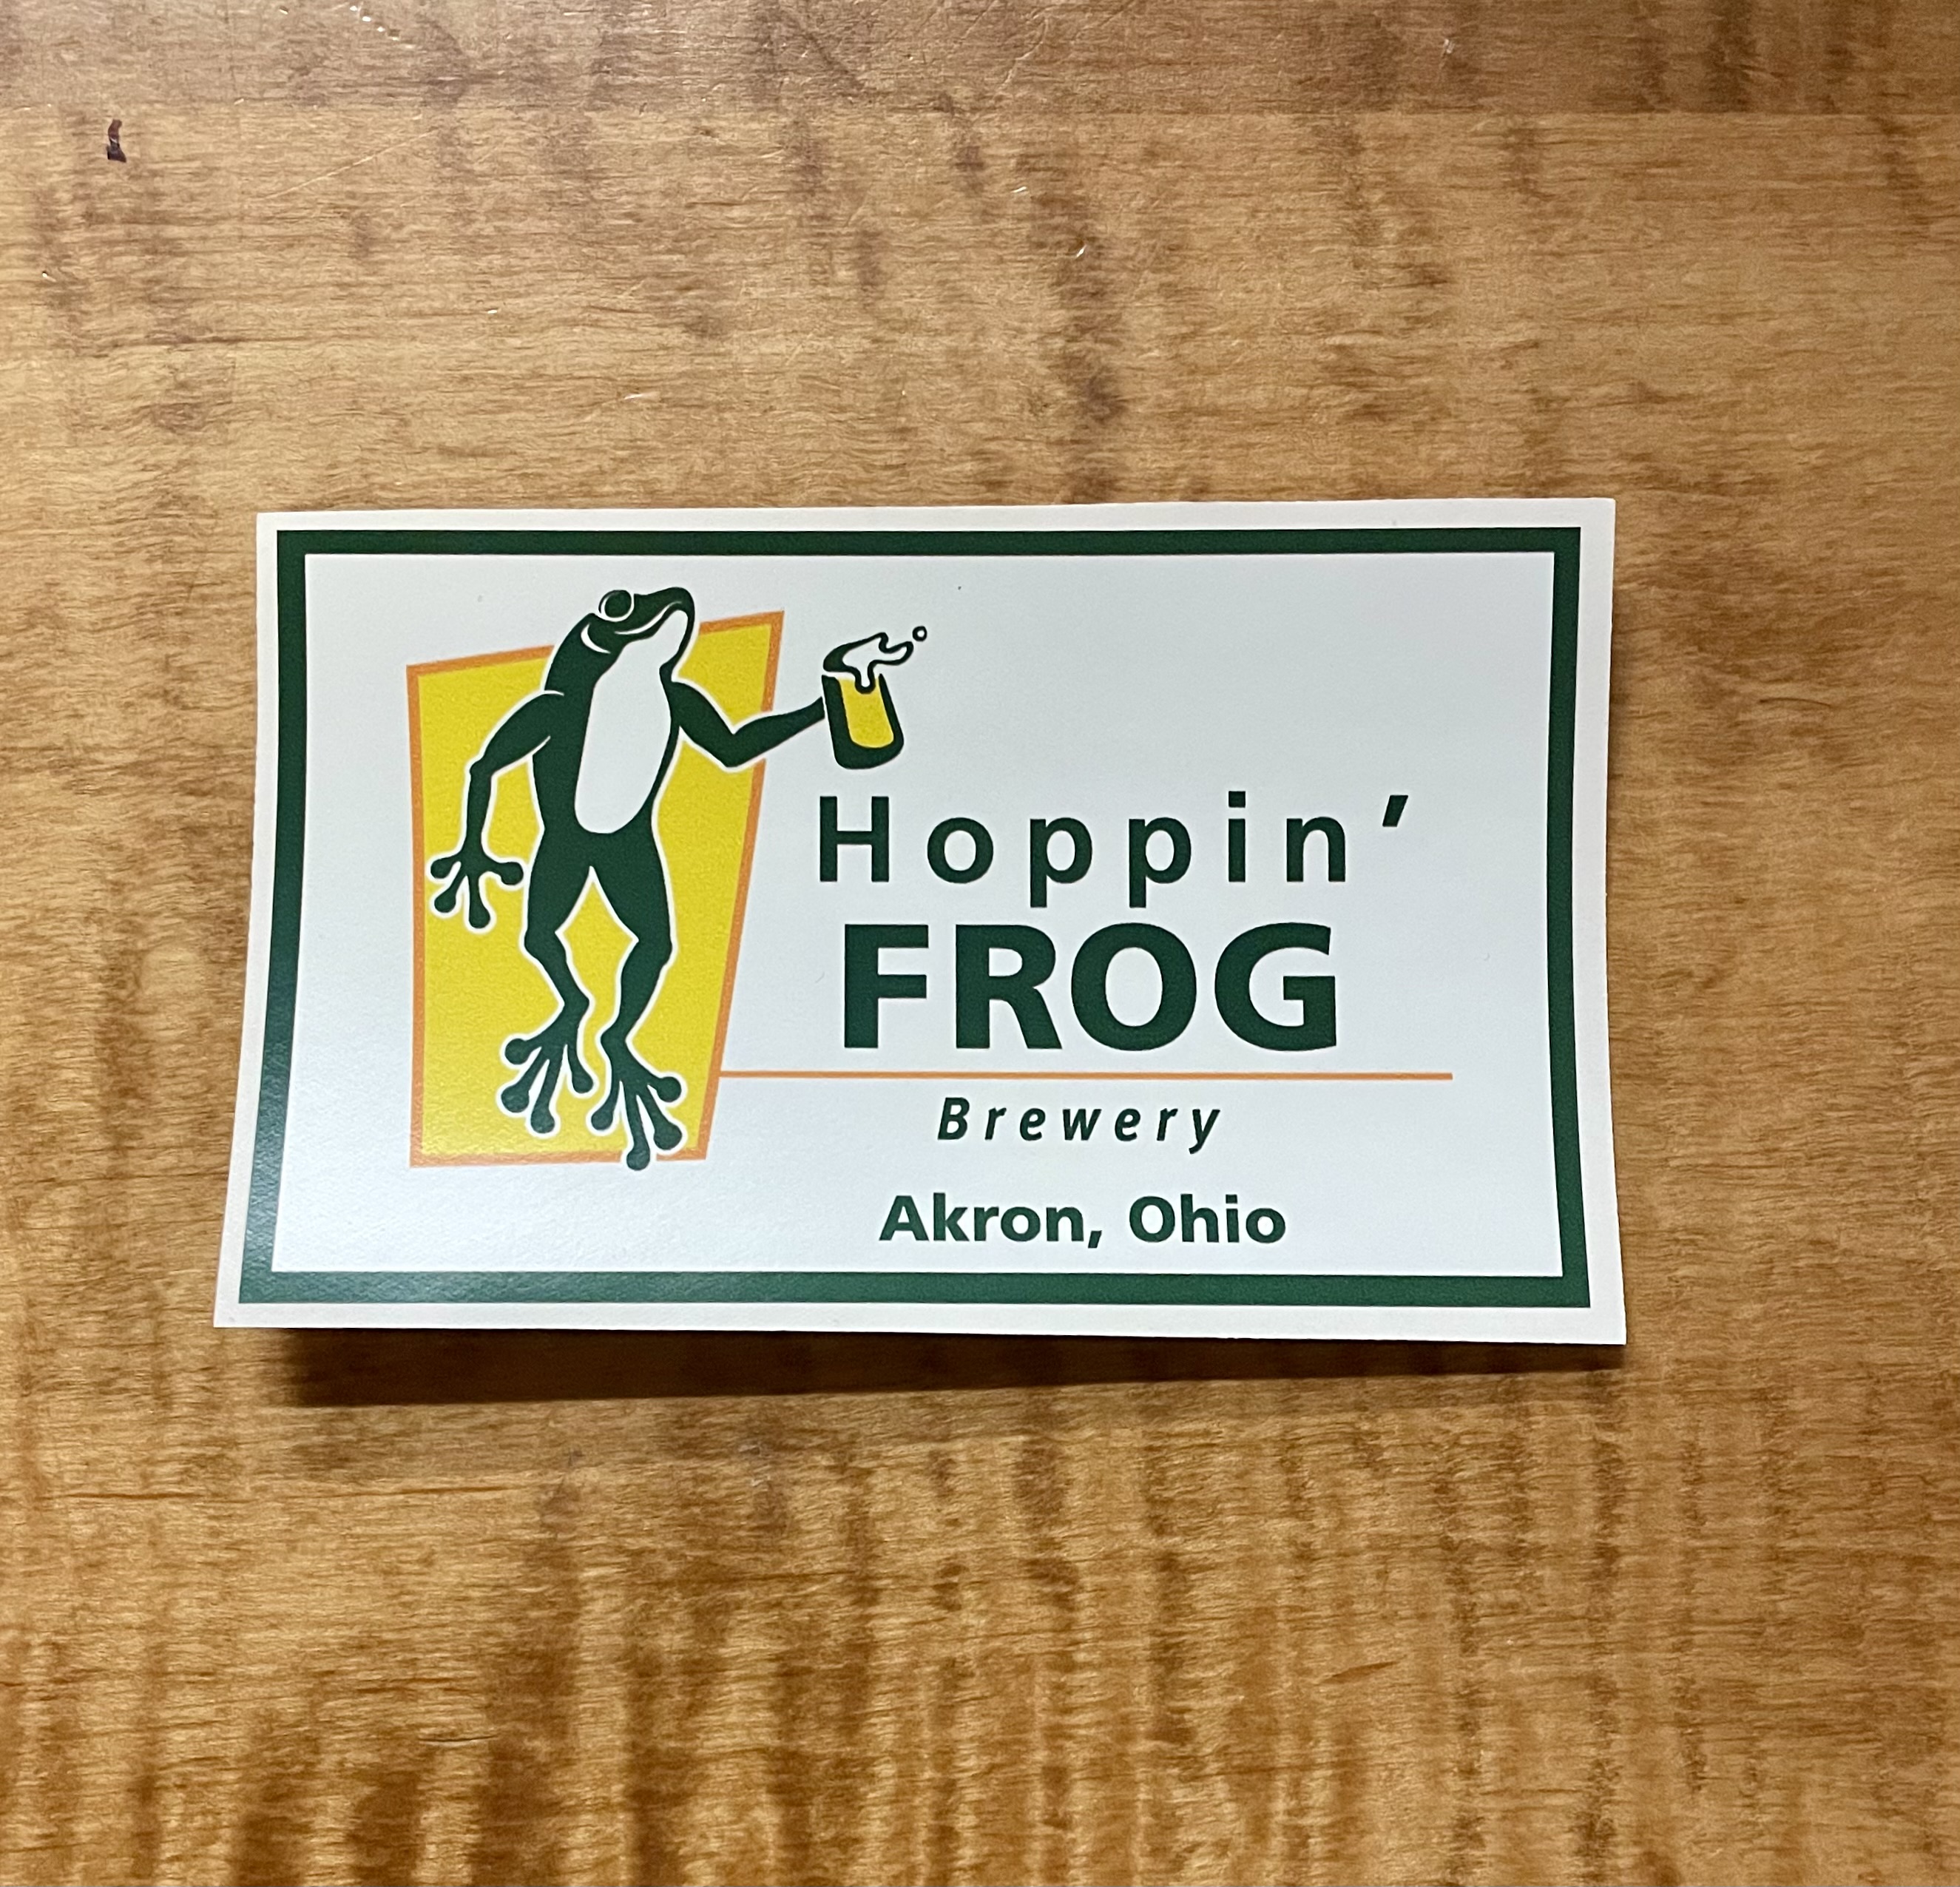 Hoppin'
FROG
Brewery
Akron, Ohio